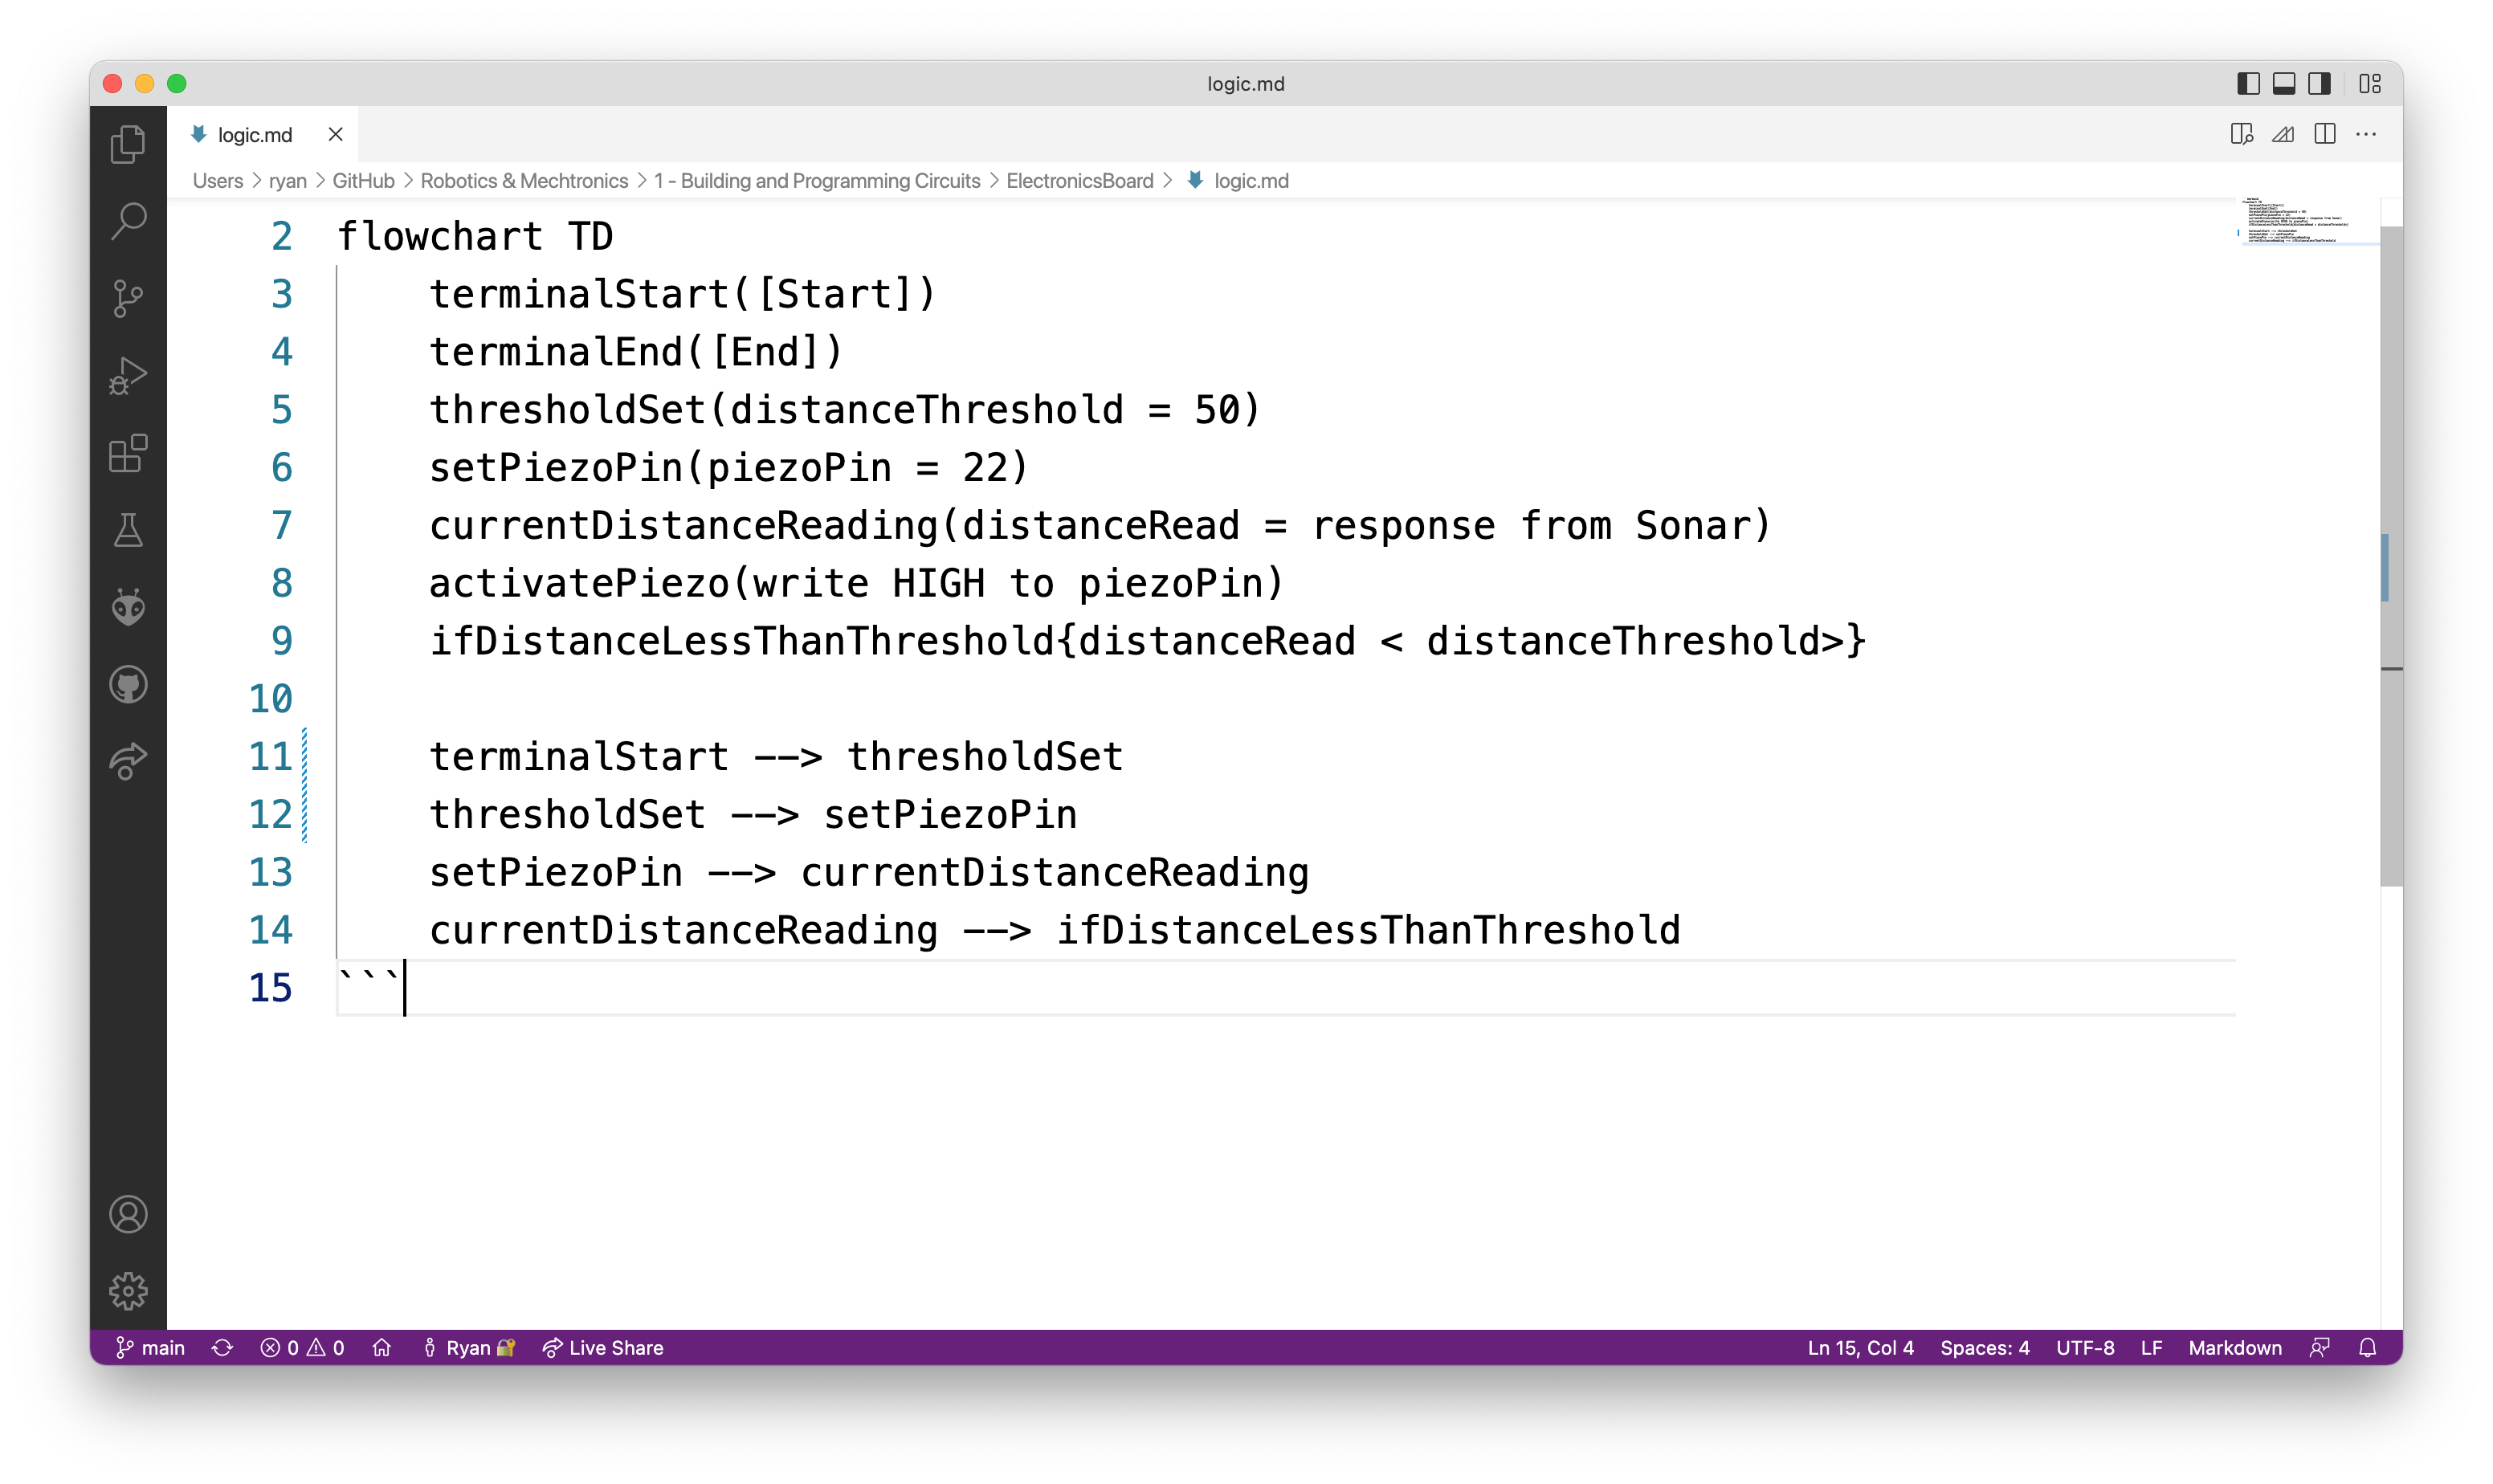 logic.md
logic.md
Users > ryan > GitHub > Robotics & Mechtronics > 1 - Building and Programming Circuits > ElectronicsBoard > logic.md
2 flowchart TD
3 terminalStart([Start])
4 terminalEnd([End])
5 thresholdSet(distanceThreshold = 50)
6 setPiezoPin(piezoPin = 22)
7 currentDistanceReading(distanceRead = response from Sonar)
8 activatePiezo(write HIGH to piezoPin)
9 ifDistanceLessThanThreshold{distanceRead < distanceThreshold>}
10
11 terminalStart --> thresholdSet
12 thresholdSet --> setPiezoPin
13 setPiezoPin --> currentDistanceReading
14 currentDistanceReading --> ifDistanceLessThanThreshold
15 ```
main 0 0 Ryan 🔐 Live Share Ln 15, Col 4 Spaces: 4 UTF-8 LF Markdown